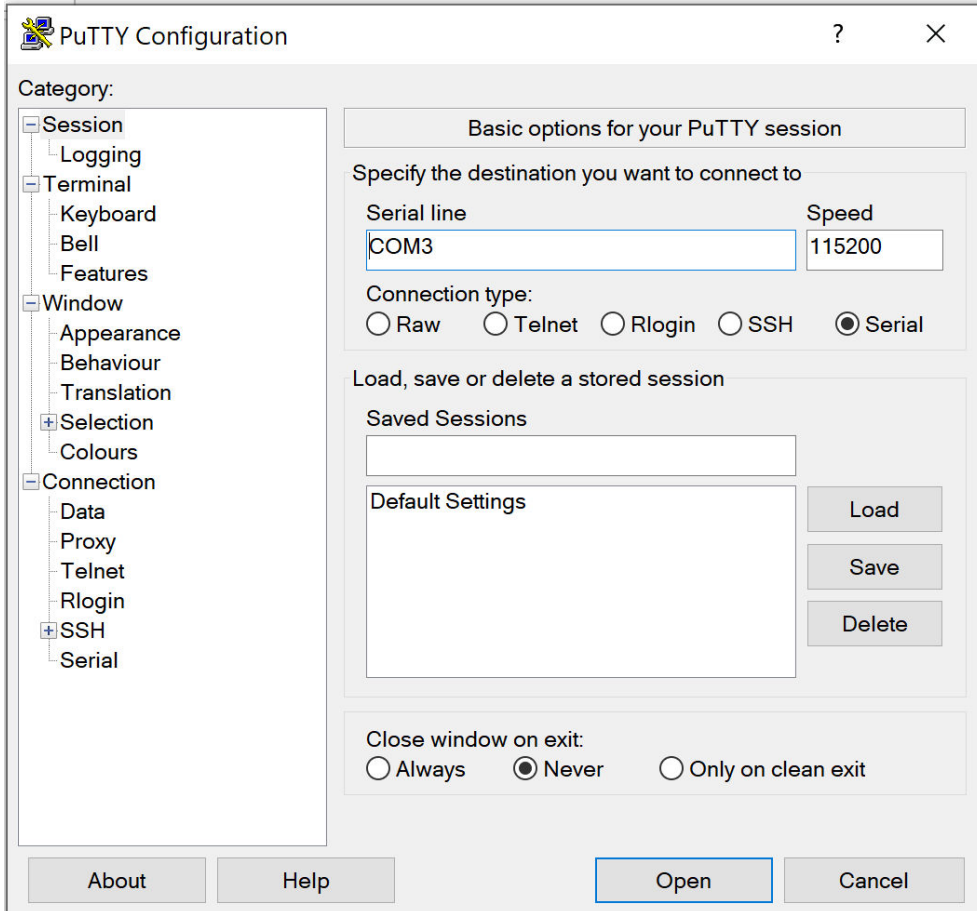 PuTTY Configuration
?
Category:
Session
Logging
Terminal
Keyboard
Bell
Features
Window
Appearance
Behaviour
Translation
Selection
Colours
Connection
Data
Proxy
Telnet
Rlogin
SSH
Serial
Basic options for your PuTTY session
Specify the destination you want to connect to
Serial line Speed
COM3 115200
Connection type:
Raw Telnet Rlogin SSH Serial
Load, save or delete a stored session
Saved Sessions
Default Settings
Load
Save
Delete
Close window on exit:
Always Never Only on clean exit
About Help Open Cancel